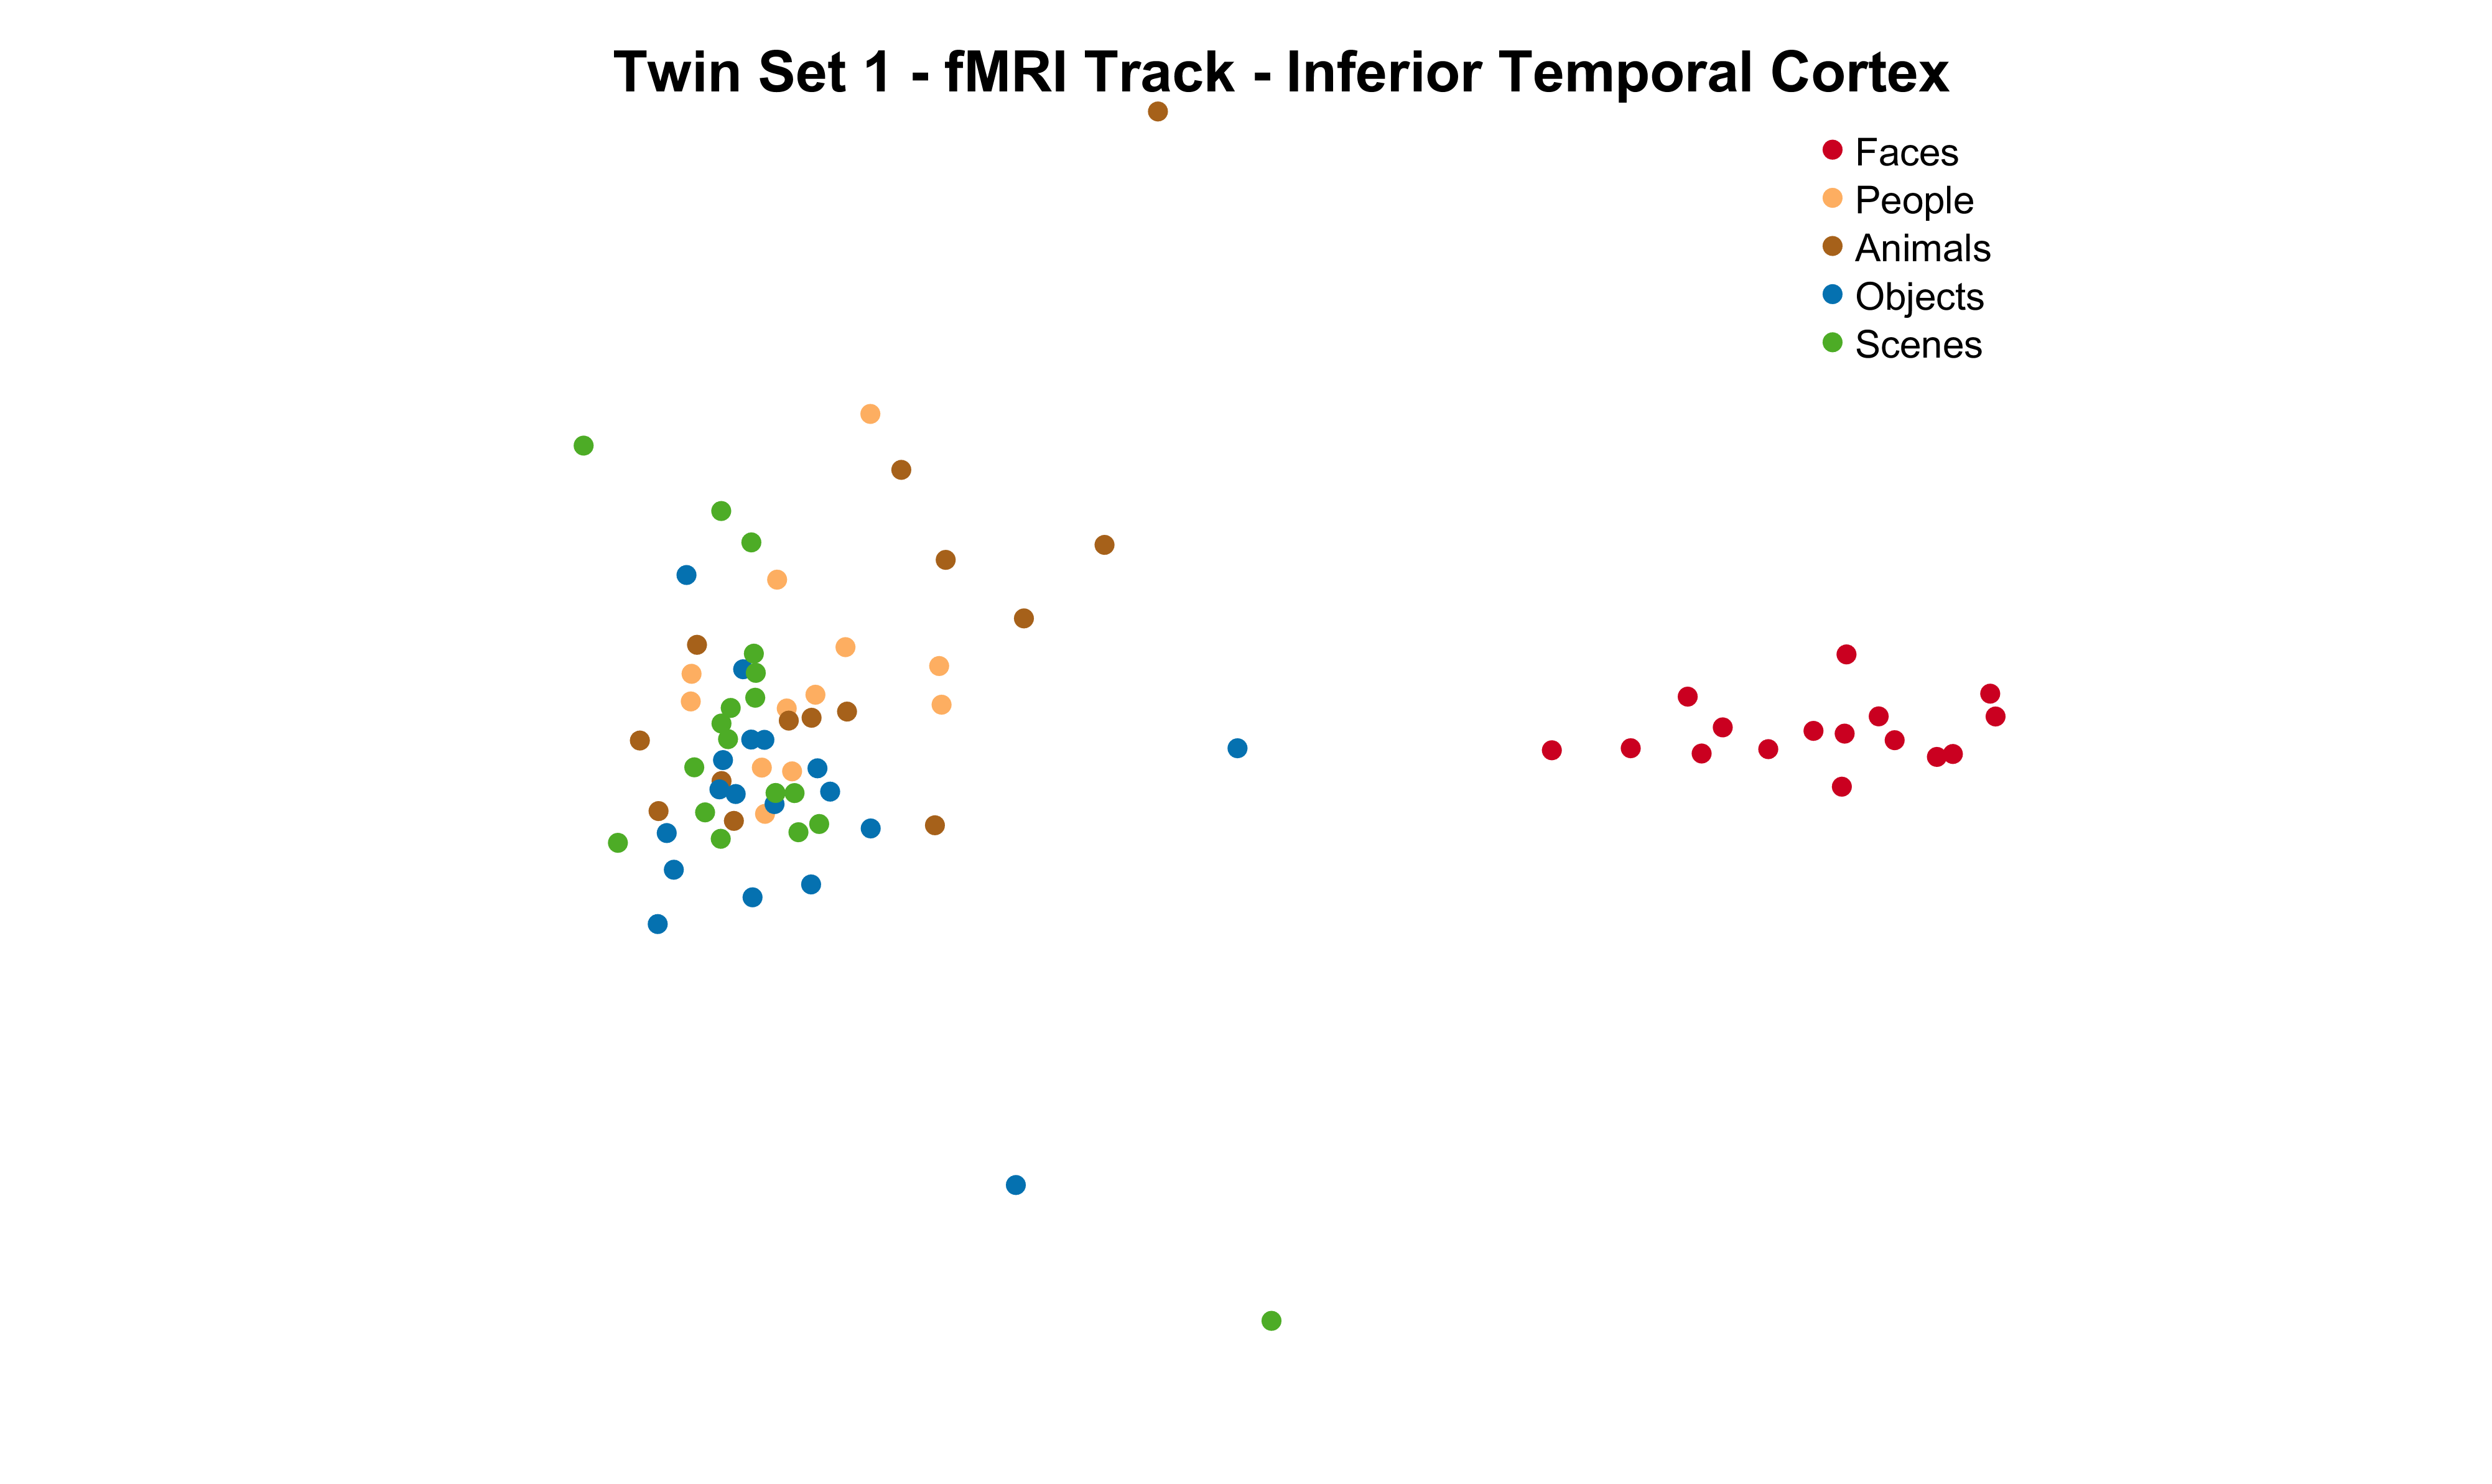 Twin Set 1 - fMRI Track - Inferior Temporal Cortex
Faces
People
Animals
Objects
Scenes